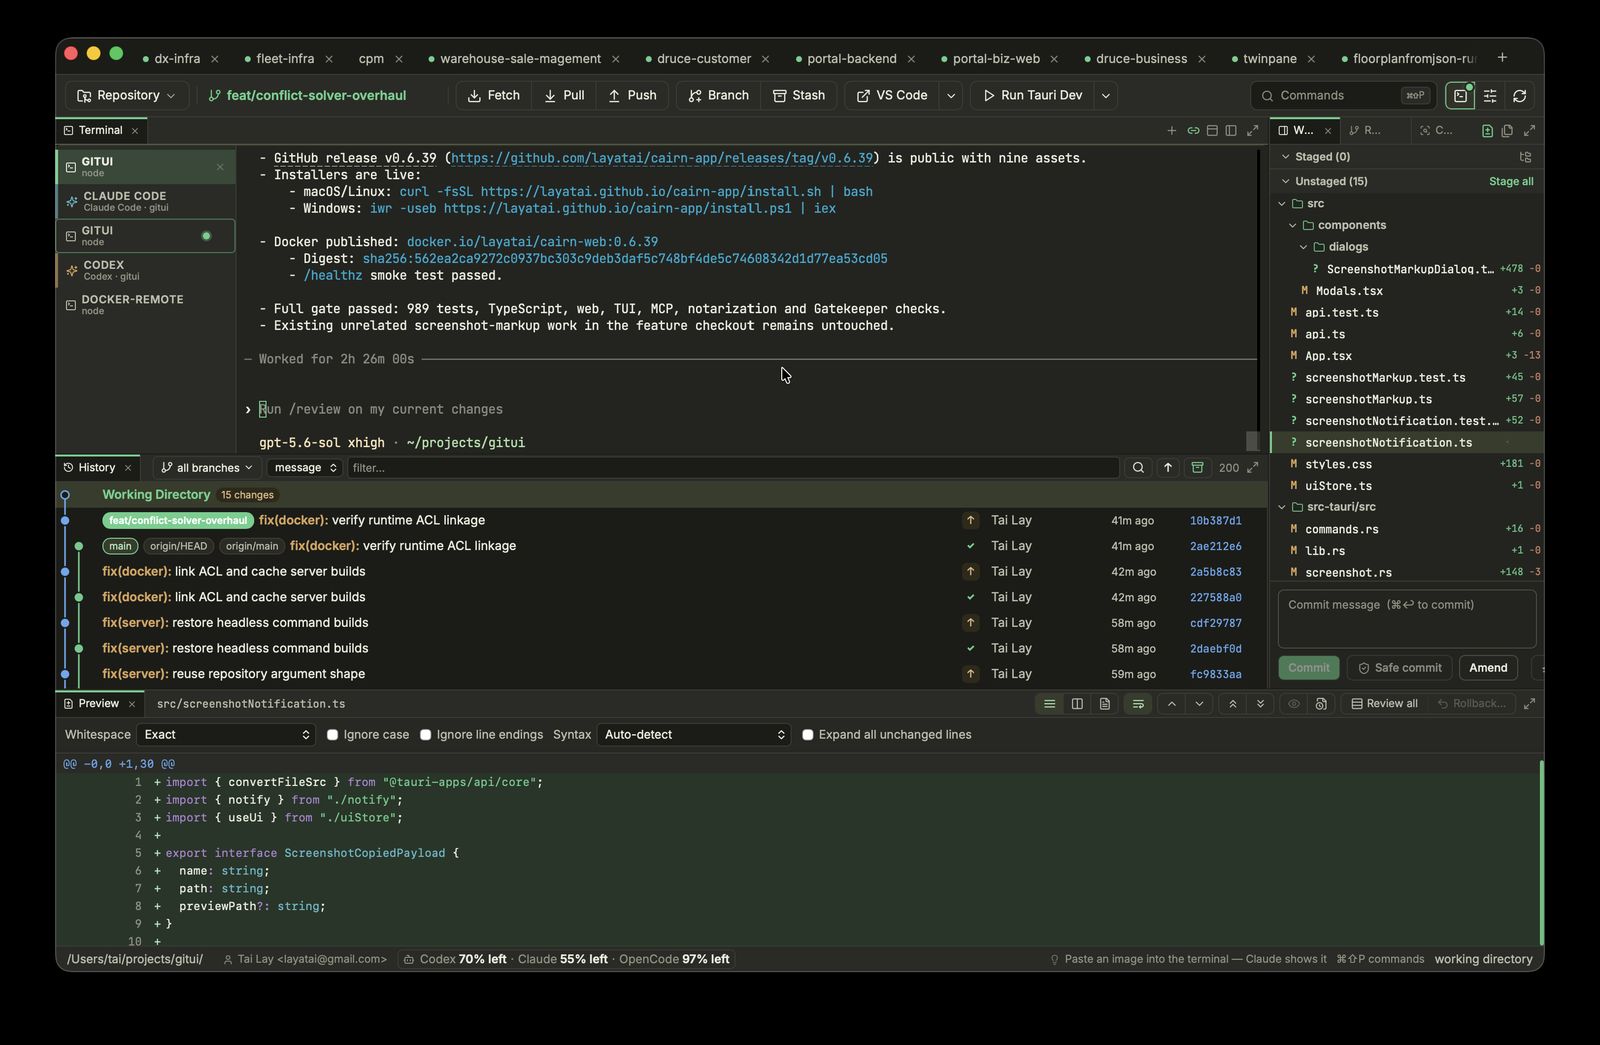 dx-infra × fleet-infra × cpm × warehouse-sale-magement × druce-customer × portal-backend × portal-biz-web × druce-business × twinpane × floorplanfromjson-ru +
Repository feat/conflict-solver-overhaul Fetch Pull Push Branch Stash VS Code Run Tauri Dev Commands ⌘⇧P
Terminal ×
GITUI
node
CLAUDE CODE
Claude Code · gitui
GITUI
node
CODEX
Codex · gitui
DOCKER-REMOTE
node
- GitHub release v0.6.39 (https://github.com/layatai/cairn-app/releases/tag/v0.6.39) is public with nine assets.
- Installers are live:
- macOS/Linux: curl -fsSL https://layatai.github.io/cairn-app/install.sh | bash
- Windows: iwr -useb https://layatai.github.io/cairn-app/install.ps1 | iex
- Docker published: docker.io/layatai/cairn-web:0.6.39
- Digest: sha256:562ea2ca9272c0937bc303c9deb3daf5c748bf4de5c74608342d1d77ea53cd05
- /healthz smoke test passed.
- Full gate passed: 989 tests, TypeScript, web, TUI, MCP, notarization and Gatekeeper checks.
- Existing unrelated screenshot-markup work in the feature checkout remains untouched.
— Worked for 2h 26m 00s
› Run /review on my current changes
gpt-5.6-sol xhigh · ~/projects/gitui
W... × R... C...
Staged (0)
Unstaged (15) Stage all
src
components
dialogs
? ScreenshotMarkupDialog.t… +478 -0
M Modals.tsx +3 -0
M api.test.ts +14 -0
M api.ts +6 -0
M App.tsx +3 -13
? screenshotMarkup.test.ts +45 -0
? screenshotMarkup.ts +57 -0
? screenshotNotification.test.… +52 -0
? screenshotNotification.ts
M styles.css +181 -0
M uiStore.ts +1 -0
src-tauri/src
M commands.rs +16 -0
M lib.rs +1 -0
M screenshot.rs +148 -3
Commit message (⌘↩ to commit)
Commit Safe commit Amend
History × all branches message filter... 200
Working Directory 15 changes
feat/conflict-solver-overhaul fix(docker): verify runtime ACL linkage Tai Lay 41m ago 10b387d1
main origin/HEAD origin/main fix(docker): verify runtime ACL linkage Tai Lay 41m ago 2ae212e6
fix(docker): link ACL and cache server builds Tai Lay 42m ago 2a5b8c83
fix(docker): link ACL and cache server builds Tai Lay 42m ago 227588a0
fix(server): restore headless command builds Tai Lay 58m ago cdf29787
fix(server): restore headless command builds Tai Lay 58m ago 2daebf0d
fix(server): reuse repository argument shape Tai Lay 59m ago fc9833aa
Preview × src/screenshotNotification.ts Review all Rollback...
Whitespace Exact Ignore case Ignore line endings Syntax Auto-detect Expand all unchanged lines
@@ -0,0 +1,30 @@
1 + import { convertFileSrc } from "@tauri-apps/api/core";
2 + import { notify } from "./notify";
3 + import { useUi } from "./uiStore";
4 +
5 + export interface ScreenshotCopiedPayload {
6 + name: string;
7 + path: string;
8 + previewPath?: string;
9 + }
10 +
/Users/tai/projects/gitui/ Tai Lay <layatai@gmail.com> Codex 70% left · Claude 55% left · OpenCode 97% left Paste an image into the terminal — Claude shows it ⌘⇧P commands working directory